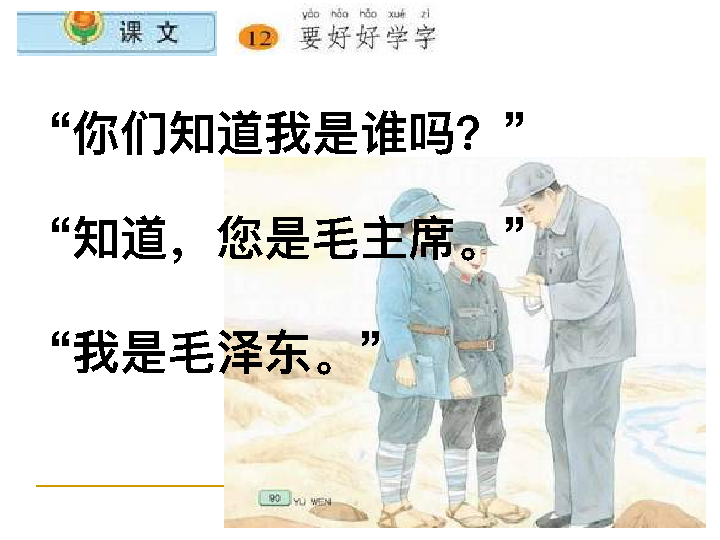 课 文
yào hǎo hǎo xué zì
12 要好好学字
“你们知道我是谁吗？”
“知道，您是毛主席。”
“我是毛泽东。”
90 YU WEN